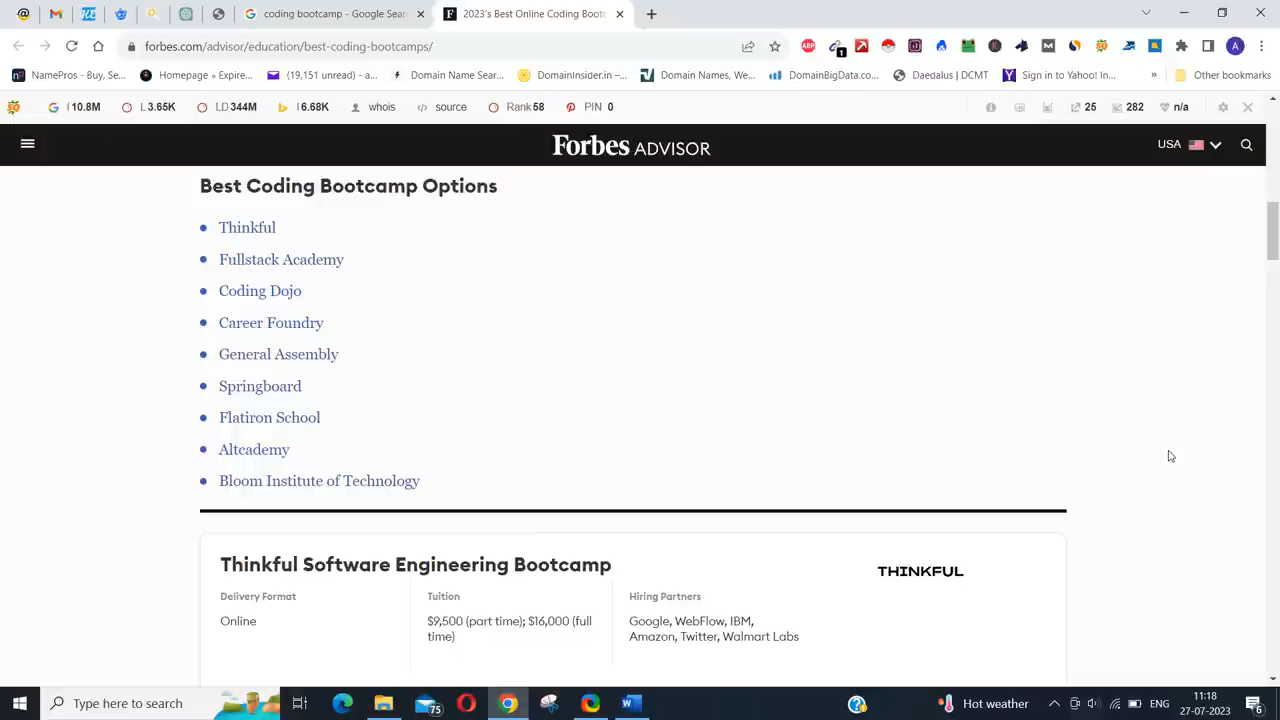 coding bootcamp - Google Sear
2023's Best Online Coding Bootc
forbes.com/advisor/education/best-coding-bootcamps/
ABP
1
A
NamePros - Buy, Se...
Homepage » Expire...
(19,151 unread) - a...
Domain Name Sear...
DomainInsider.in –...
Domain Names, We...
DomainBigData.co...
Daedalus | DCMT
Sign in to Yahoo! In...
»
Other bookmarks
I 10.8M
L 3.65K
LD 344M
I 6.68K
whois
source
Rank 58
PIN 0
25
282
n/a
Forbes ADVISOR
USA
Best Coding Bootcamp Options
Thinkful
Fullstack Academy
Coding Dojo
Career Foundry
General Assembly
Springboard
Flatiron School
Altcademy
Bloom Institute of Technology
Thinkful Software Engineering Bootcamp
THINKFUL
Delivery Format
Online
Tuition
$9,500 (part time); $16,000 (full
time)
Hiring Partners
Google, WebFlow, IBM,
Amazon, Twitter, Walmart Labs
Type here to search
75
Hot weather
ENG
11:18
27-07-2023
6